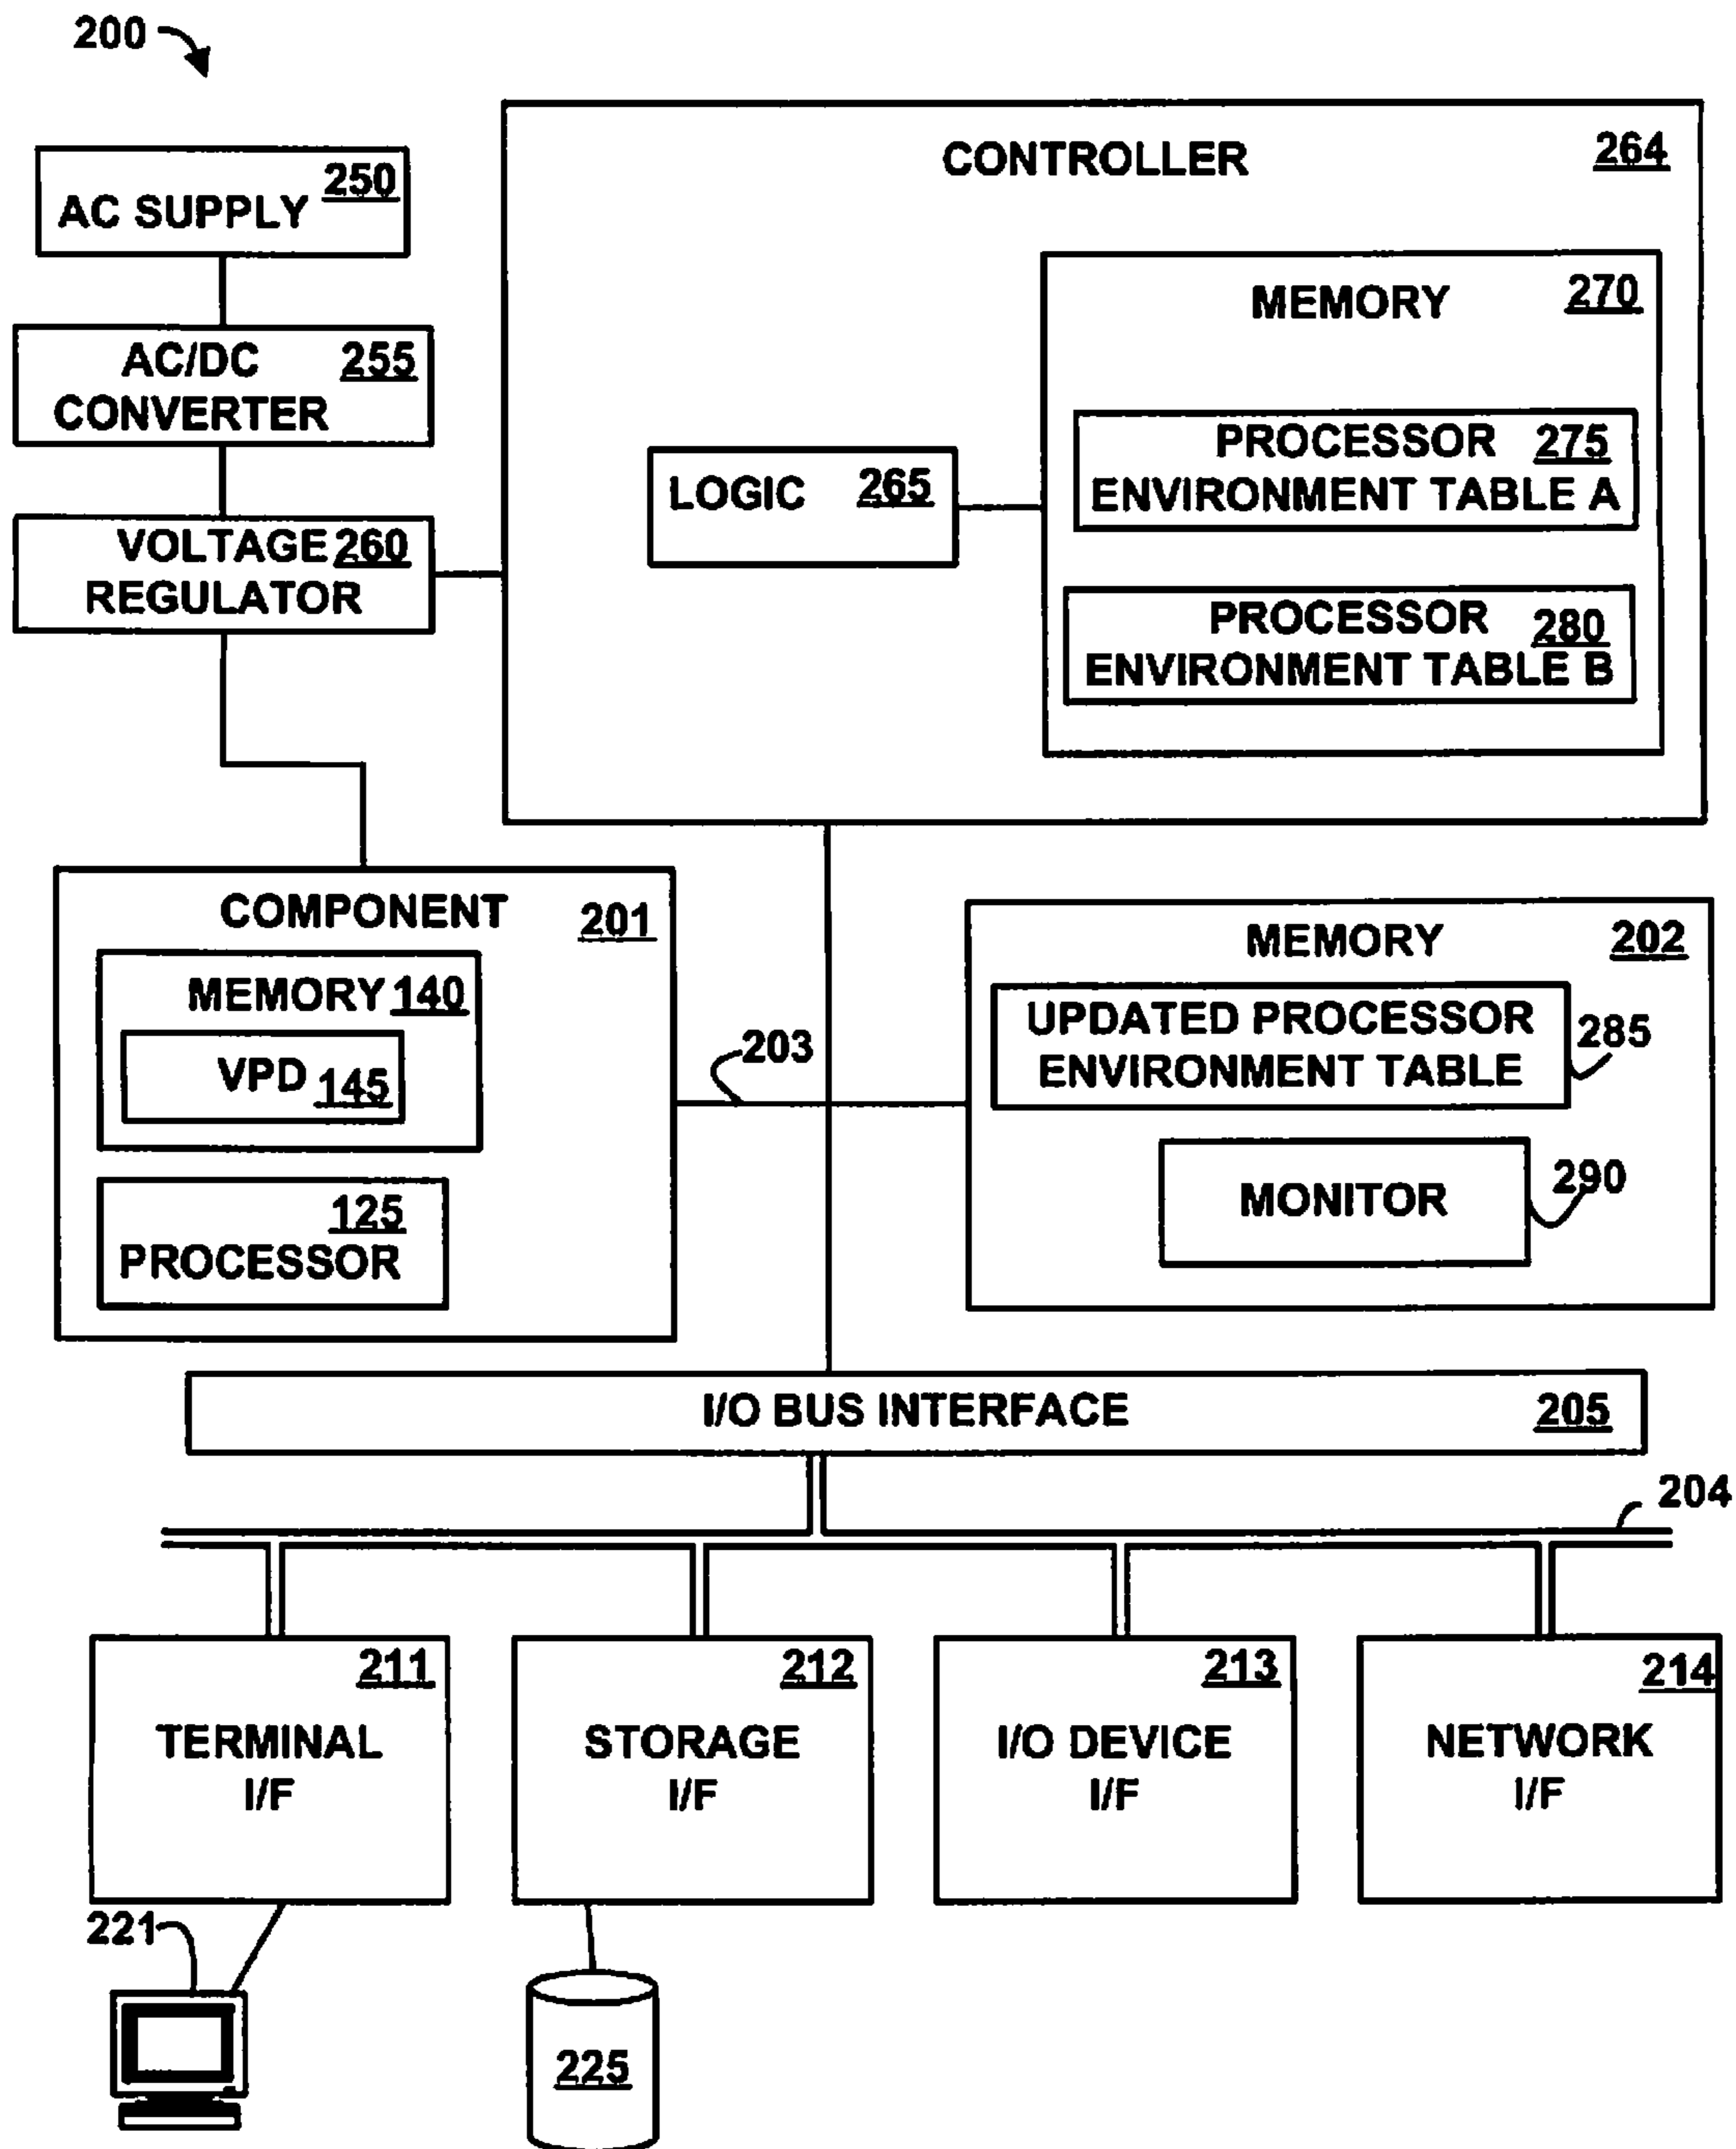 200
250
AC SUPPLY
AC/DC 255
CONVERTER
VOLTAGE 260
REGULATOR
CONTROLLER 264
MEMORY 270
LOGIC 265
PROCESSOR 275
ENVIRONMENT TABLE A
PROCESSOR 280
ENVIRONMENT TABLE B
COMPONENT 201
MEMORY 140
VPD 145
125
PROCESSOR
203
MEMORY 202
UPDATED PROCESSOR
ENVIRONMENT TABLE
285
MONITOR
290
I/O BUS INTERFACE 205
204
211
TERMINAL
I/F
212
STORAGE
I/F
213
I/O DEVICE
I/F
214
NETWORK
I/F
221
225